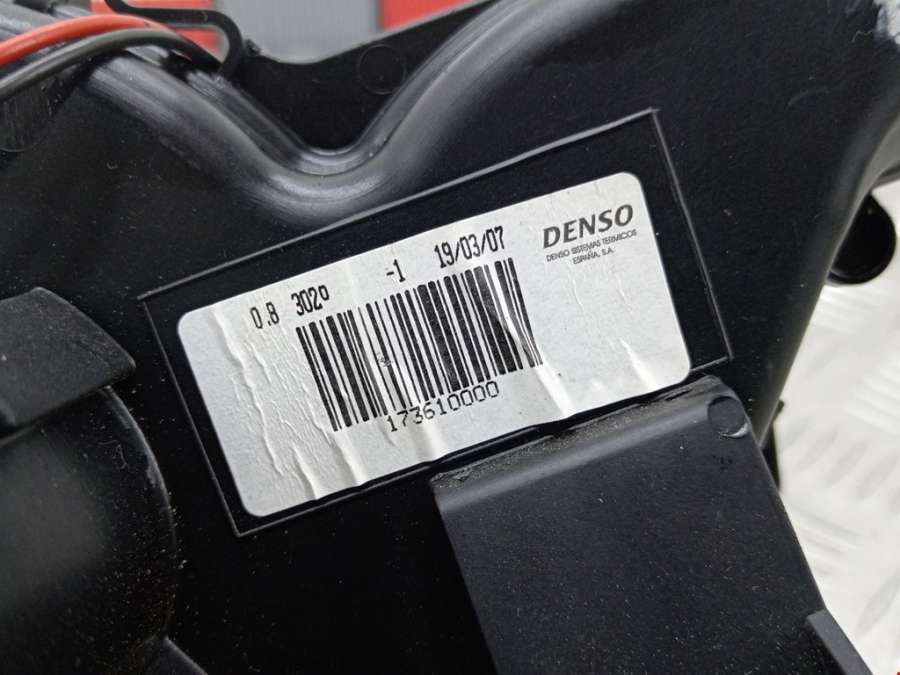 0.8 302º -1 19/03/07
DENSO
DENSO SISTEMAS TERMICOS
ESPAÑA, S.A.
173610000